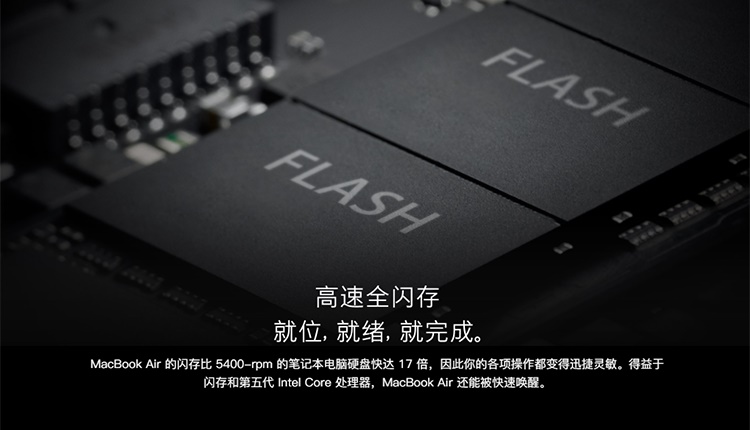 FLASH
FLASH
高速全闪存
就位, 就绪, 就完成。
MacBook Air 的闪存比 5400-rpm 的笔记本电脑硬盘快达 17 倍，因此你的各项操作都变得迅捷灵敏。得益于
闪存和第五代 Intel Core 处理器，MacBook Air 还能被快速唤醒。